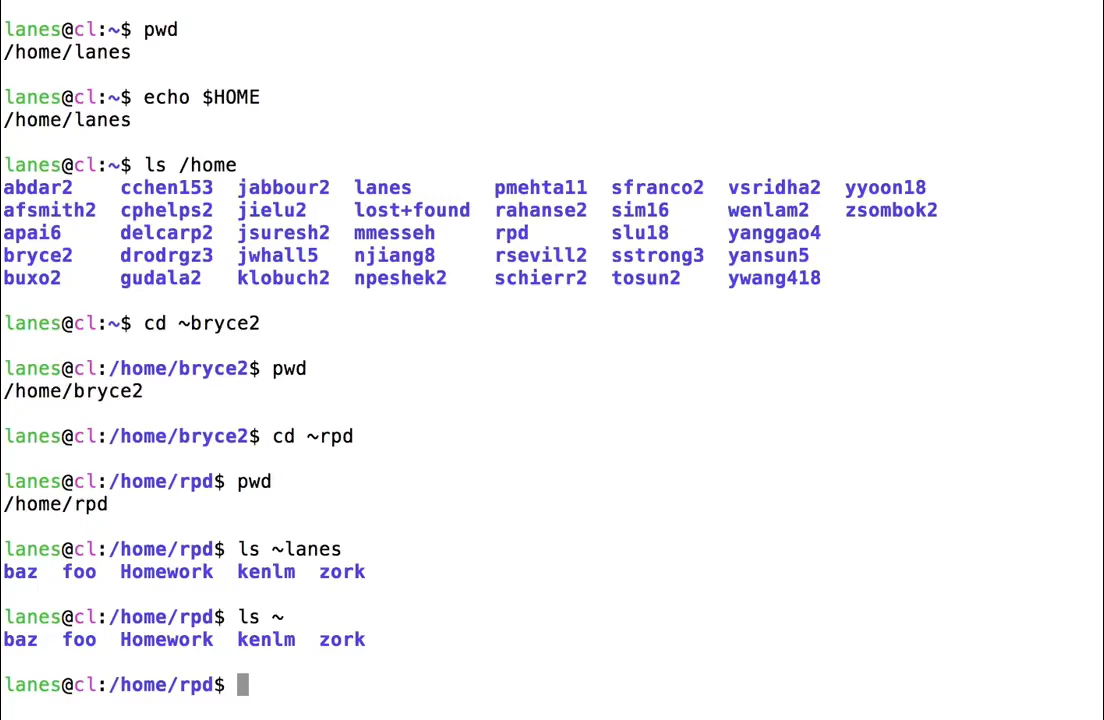 lanes@cl:~$ pwd
/home/lanes
lanes@cl:~$ echo $HOME
/home/lanes
lanes@cl:~$ ls /home
abdar2 cchen153 jabbour2 lanes pmehta11 sfranco2 vsridha2 yyoon18
afsmith2 cphelps2 jielu2 lost+found rahanse2 sim16 wenlam2 zsombok2
apai6 delcarp2 jsuresh2 mmesseh rpd slu18 yanggao4
bryce2 drodrgz3 jwhall5 njiang8 rsevill2 sstrong3 yansun5
buxo2 gudala2 klobuch2 npeshek2 schierr2 tosun2 ywang418
lanes@cl:~$ cd ~bryce2
lanes@cl:/home/bryce2$ pwd
/home/bryce2
lanes@cl:/home/bryce2$ cd ~rpd
lanes@cl:/home/rpd$ pwd
/home/rpd
lanes@cl:/home/rpd$ ls ~lanes
baz foo Homework kenlm zork
lanes@cl:/home/rpd$ ls ~
baz foo Homework kenlm zork
lanes@cl:/home/rpd$